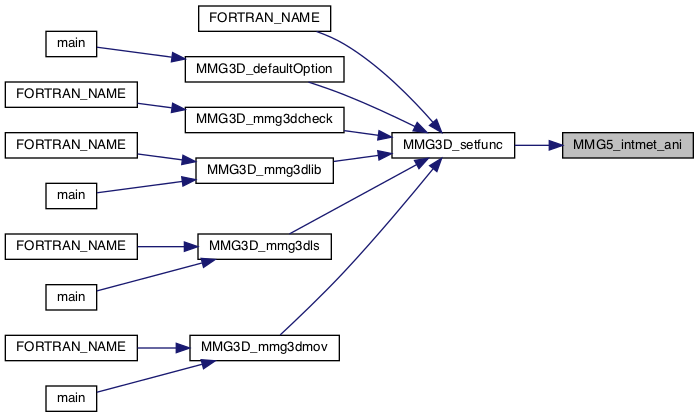 FORTRAN_NAME
main
MMG3D_defaultOption
FORTRAN_NAME
MMG3D_mmg3dcheck
MMG3D_setfunc
MMG5_intmet_ani
FORTRAN_NAME
MMG3D_mmg3dlib
main
FORTRAN_NAME
MMG3D_mmg3dls
main
FORTRAN_NAME
MMG3D_mmg3dmov
main